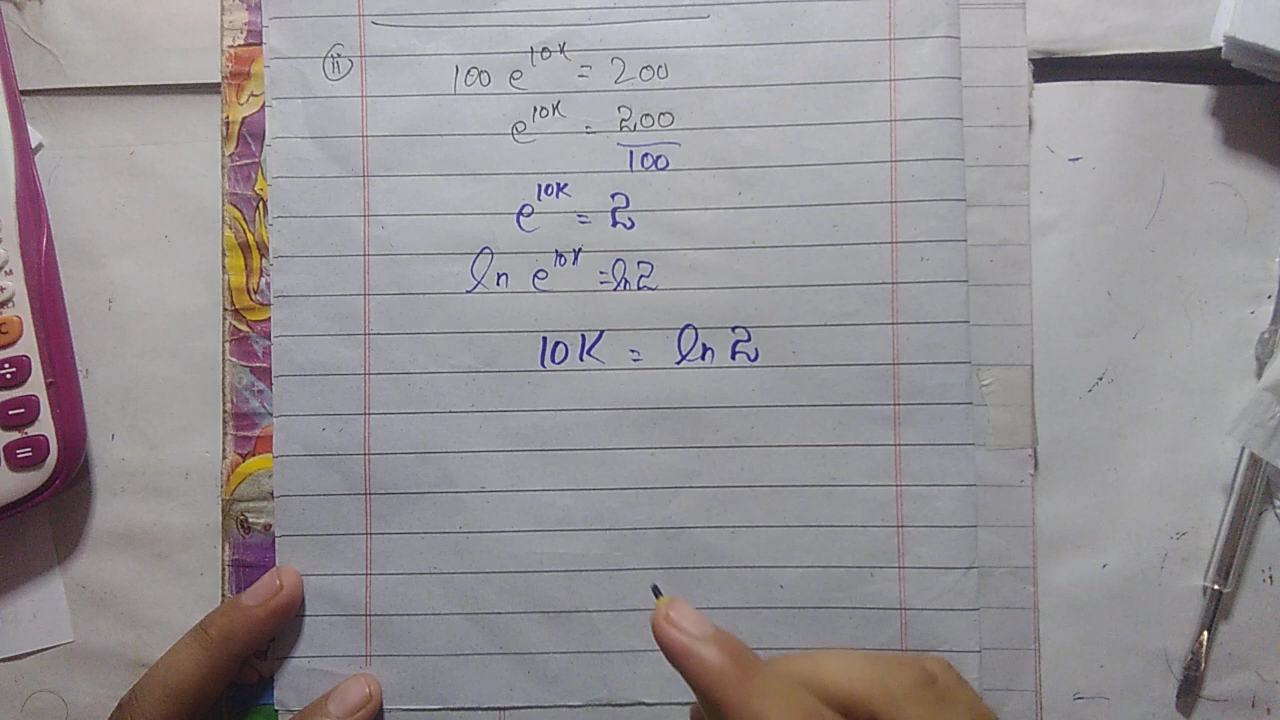 (ii) 100 e^10K = 200
e^10K = 200/100
e^10K = 2
ln e^10K = ln 2
10K = ln 2
C
÷
-
=